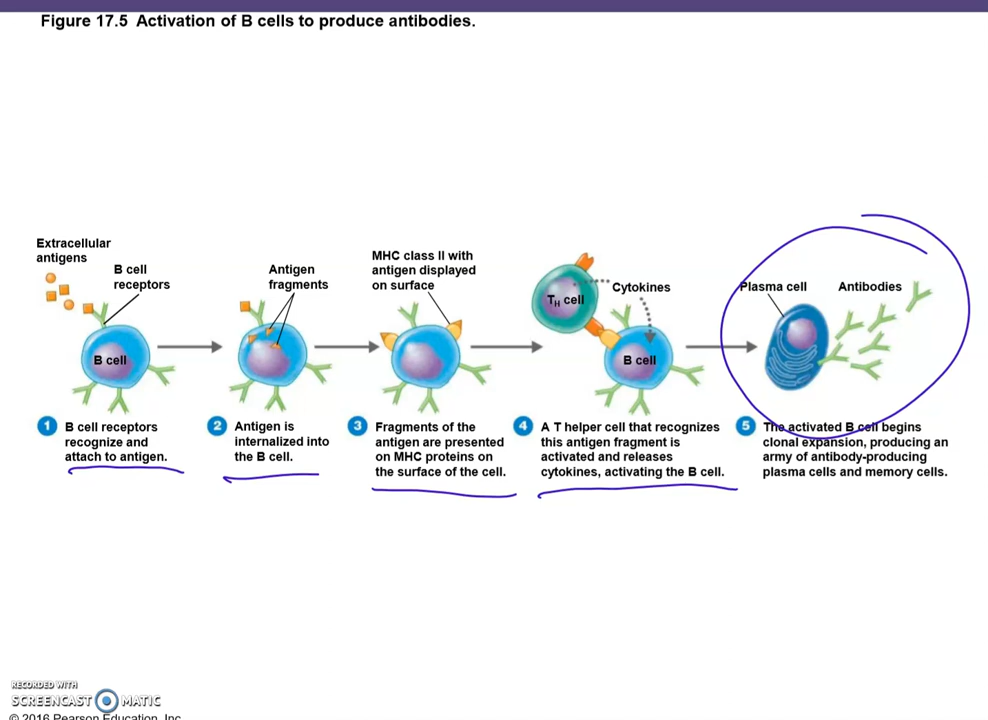 Figure 17.5 Activation of B cells to produce antibodies.
Extracellular
antigens
B cell
receptors
B cell
Antigen
fragments
MHC class II with
antigen displayed
on surface
TH cell
Cytokines
B cell
Plasma cell
Antibodies
1 B cell receptors
recognize and
attach to antigen.
2 Antigen is
internalized into
the B cell.
3 Fragments of the
antigen are presented
on MHC proteins on
the surface of the cell.
4 A T helper cell that recognizes
this antigen fragment is
activated and releases
cytokines, activating the B cell.
5 The activated B cell begins
clonal expansion, producing an
army of antibody-producing
plasma cells and memory cells.
RECORDED WITH
SCREENCAST MATIC
© 2016 Pearson Education, Inc